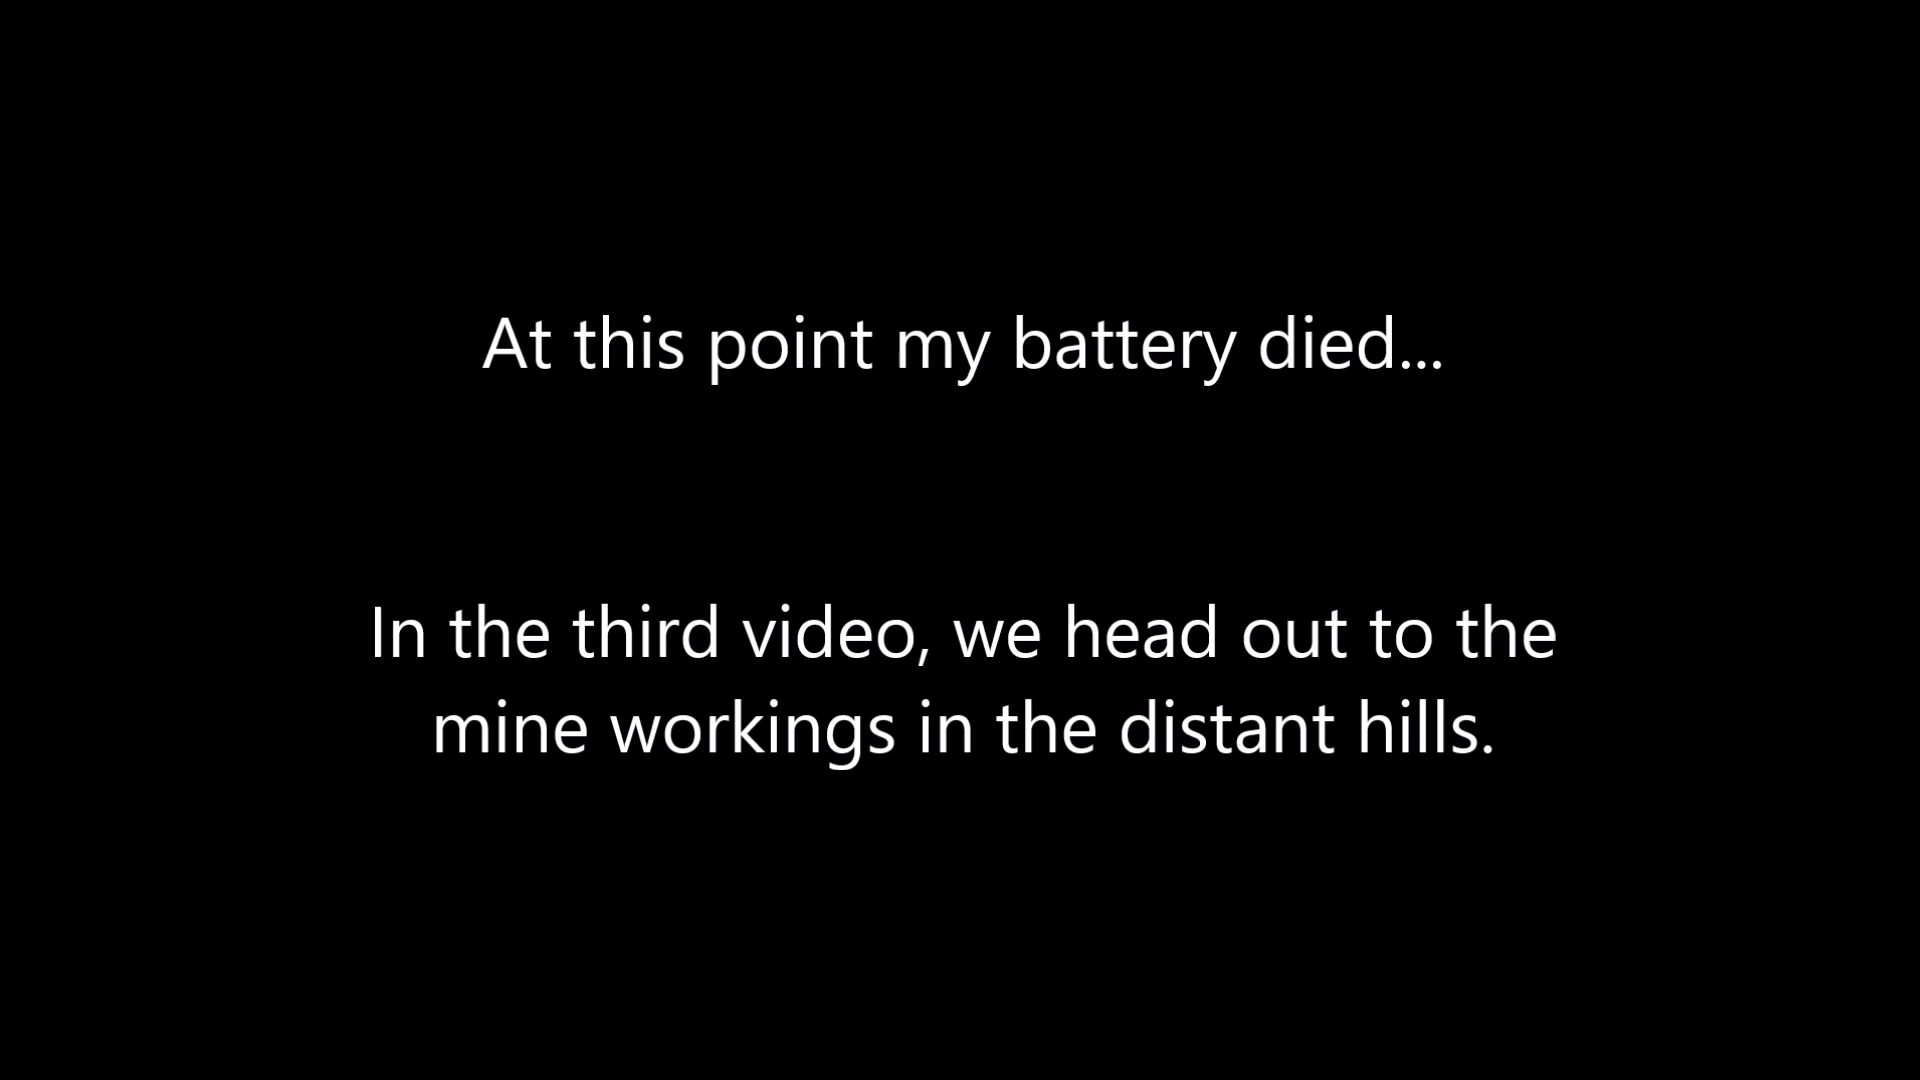 At this point my battery died...
In the third video, we head out to the
mine workings in the distant hills.